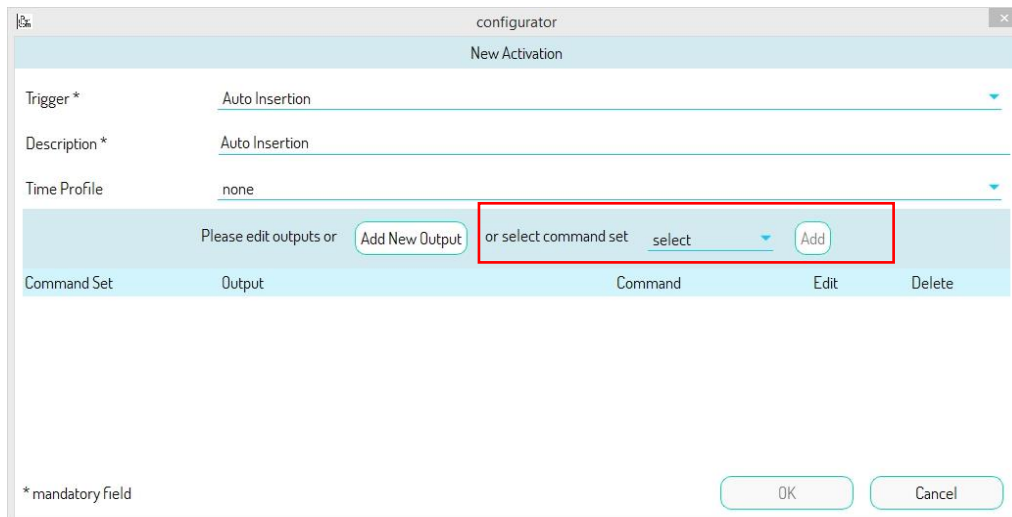 configurator
New Activation
Trigger * Auto Insertion
Description * Auto Insertion
Time Profile none
Please edit outputs or Add New Output or select command set select Add
Command Set Output Command Edit Delete
* mandatory field OK Cancel